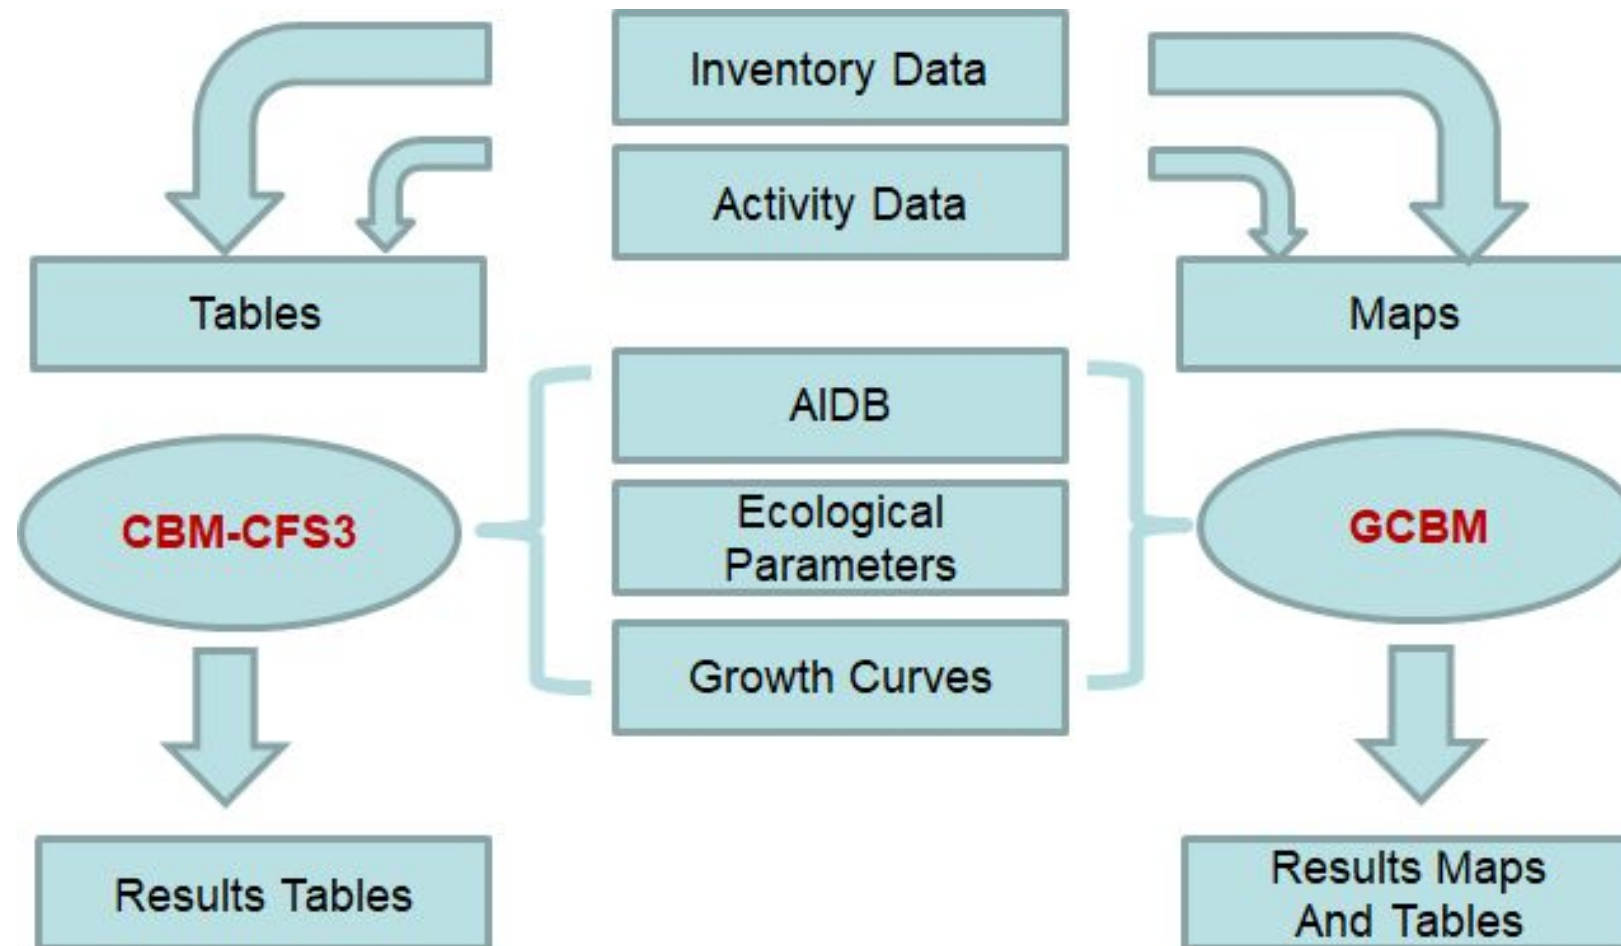 Inventory Data
Activity Data
Tables
Maps
AIDB
CBM-CFS3
Ecological
Parameters
GCBM
Growth Curves
Results Tables
Results Maps
And Tables